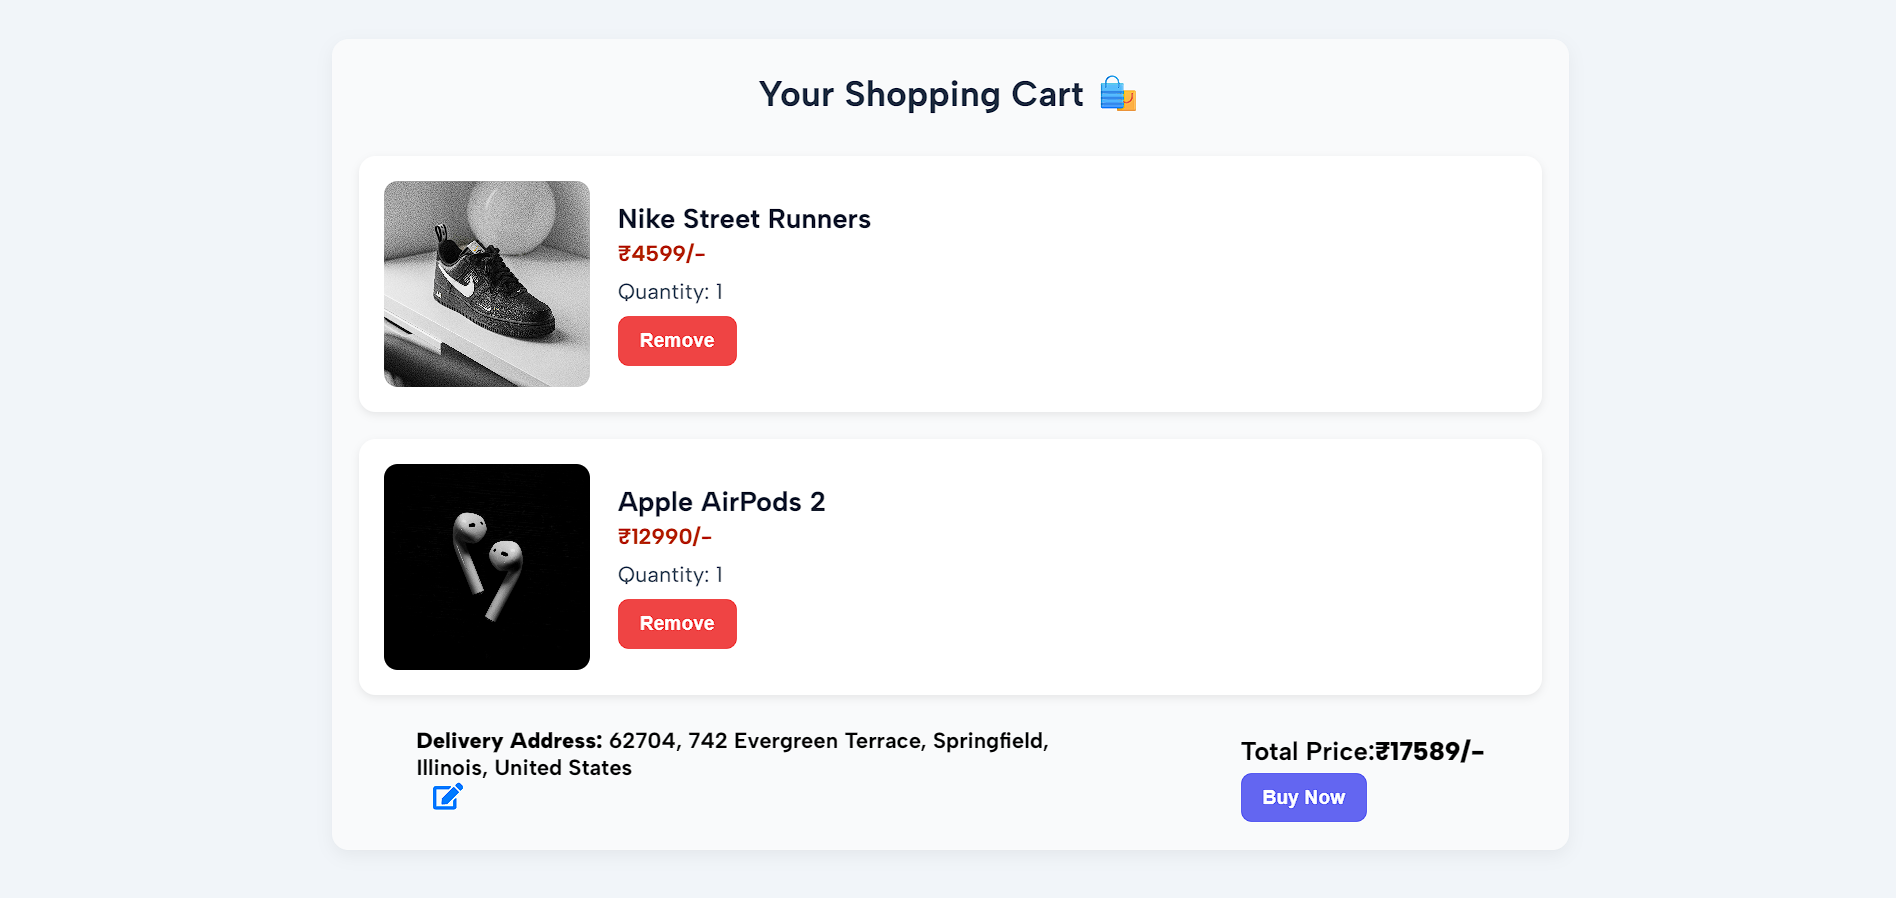 Your Shopping Cart 🛍️
Nike Street Runners
₹4599/-
Quantity: 1
Remove
Apple AirPods 2
₹12990/-
Quantity: 1
Remove
Delivery Address: 62704, 742 Evergreen Terrace, Springfield,
Illinois, United States
Total Price:₹17589/-
Buy Now